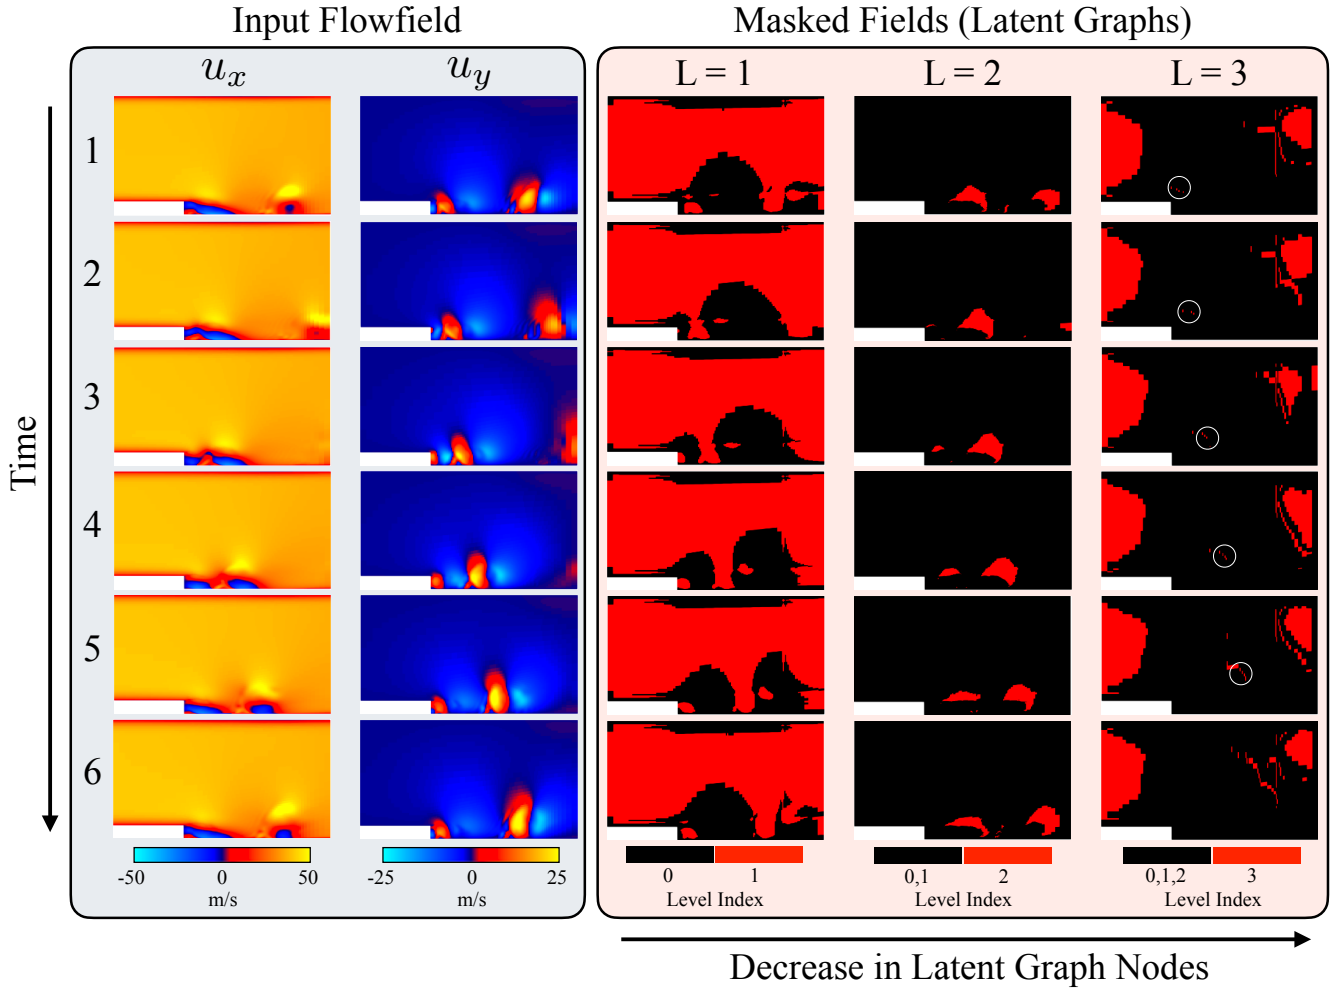 Input Flowfield
Masked Fields (Latent Graphs)
u_x
u_y
L = 1
L = 2
L = 3
Time
1
2
3
4
5
6
-50 0 50
m/s
-25 0 25
m/s
0 1
Level Index
0,1 2
Level Index
0,1,2 3
Level Index
Decrease in Latent Graph Nodes